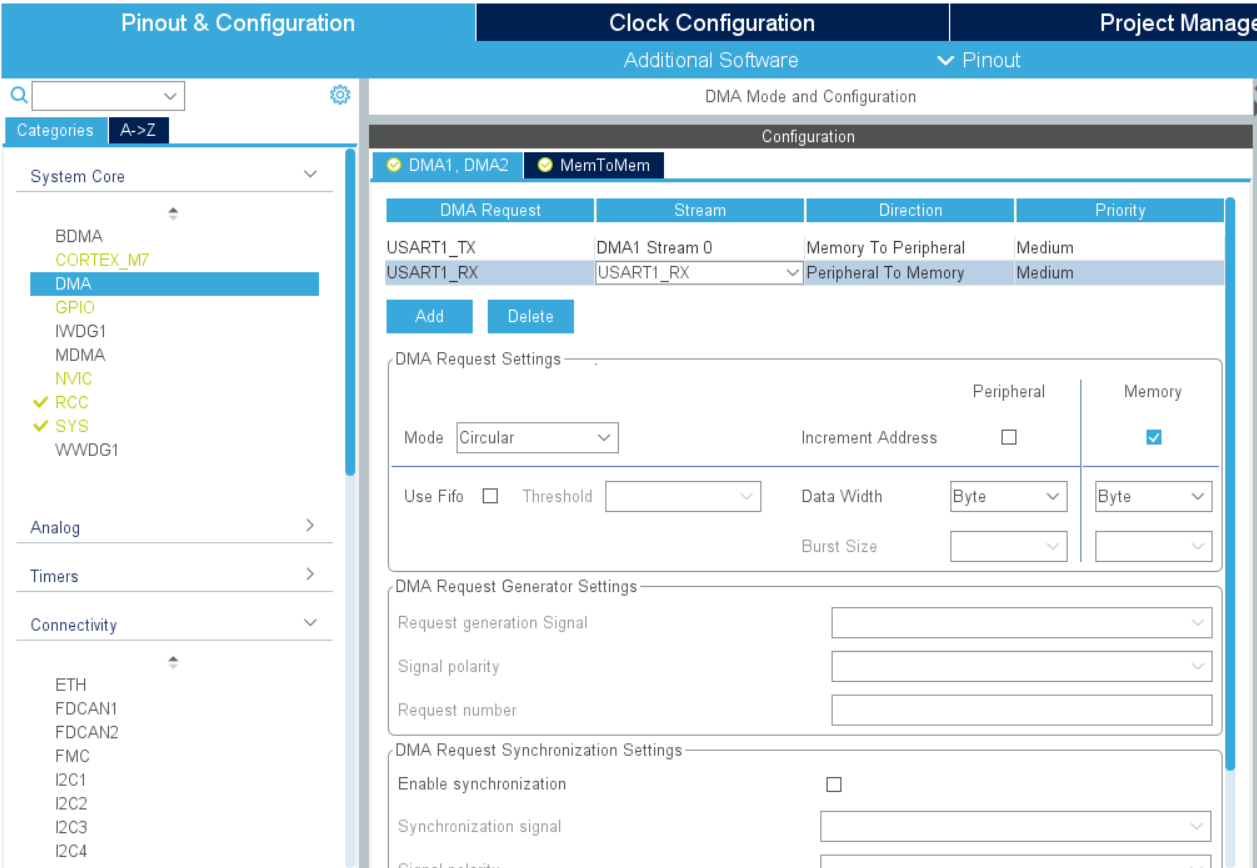 Pinout & Configuration
Clock Configuration
Project Manage
Additional Software
Pinout
DMA Mode and Configuration
Categories
A->Z
Configuration
System Core
BDMA
CORTEX_M7
DMA
GPIO
IWDG1
MDMA
NVIC
RCC
SYS
WWDG1
Analog
Timers
Connectivity
ETH
FDCAN1
FDCAN2
FMC
I2C1
I2C2
I2C3
I2C4
DMA1, DMA2
MemToMem
DMA Request Stream Direction Priority
USART1_TX DMA1 Stream 0 Memory To Peripheral Medium
USART1_RX USART1_RX Peripheral To Memory Medium
Add Delete
DMA Request Settings
Peripheral Memory
Mode Circular Increment Address
Use Fifo Threshold Data Width Byte Byte
Burst Size
DMA Request Generator Settings
Request generation Signal
Signal polarity
Request number
DMA Request Synchronization Settings
Enable synchronization
Synchronization signal
Signal polarity